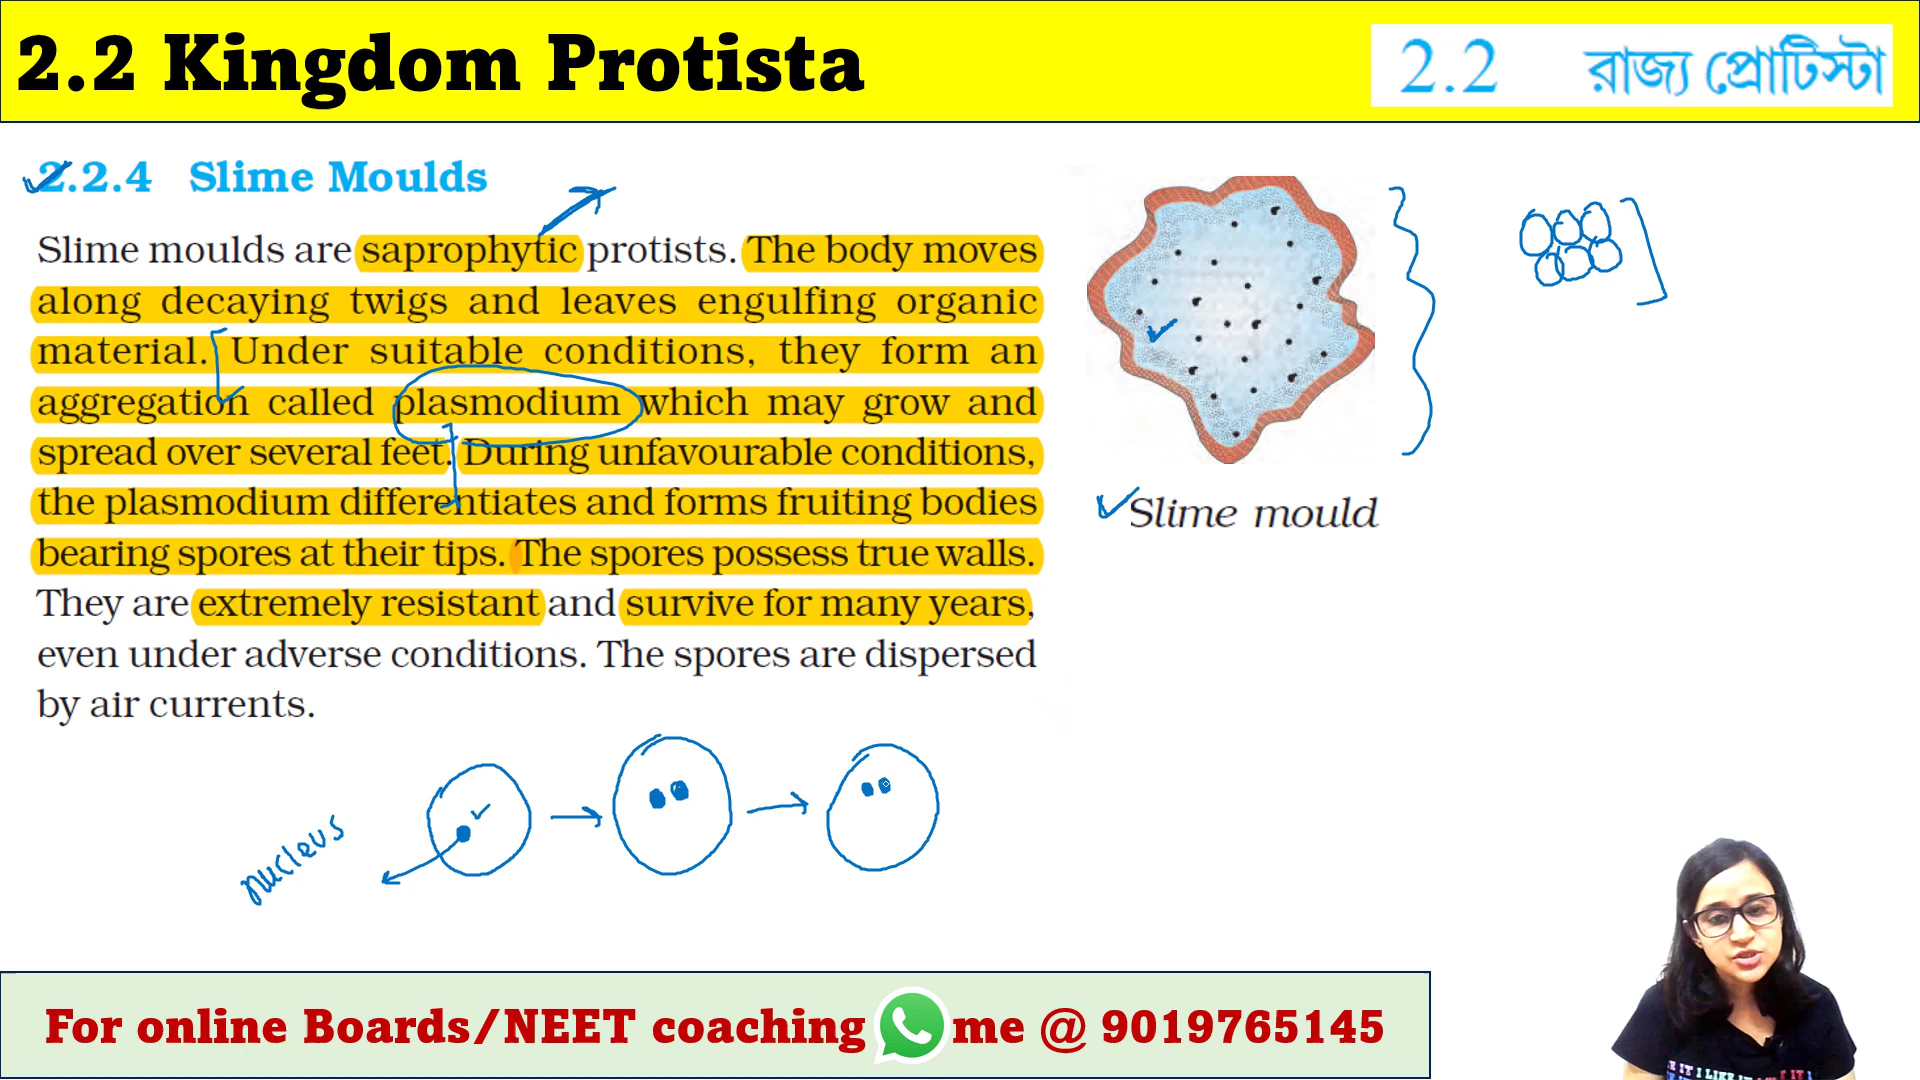 2.2 Kingdom Protista
2.2 রাজ্য প্রোটিস্টা
2.2.4 Slime Moulds
Slime moulds are saprophytic protists. The body moves
along decaying twigs and leaves engulfing organic
material. Under suitable conditions, they form an
aggregation called plasmodium which may grow and
spread over several feet. During unfavourable conditions,
the plasmodium differentiates and forms fruiting bodies
bearing spores at their tips. The spores possess true walls.
They are extremely resistant and survive for many years,
even under adverse conditions. The spores are dispersed
by air currents.
Slime mould
nucleus
For online Boards/NEET coaching me @ 9019765145